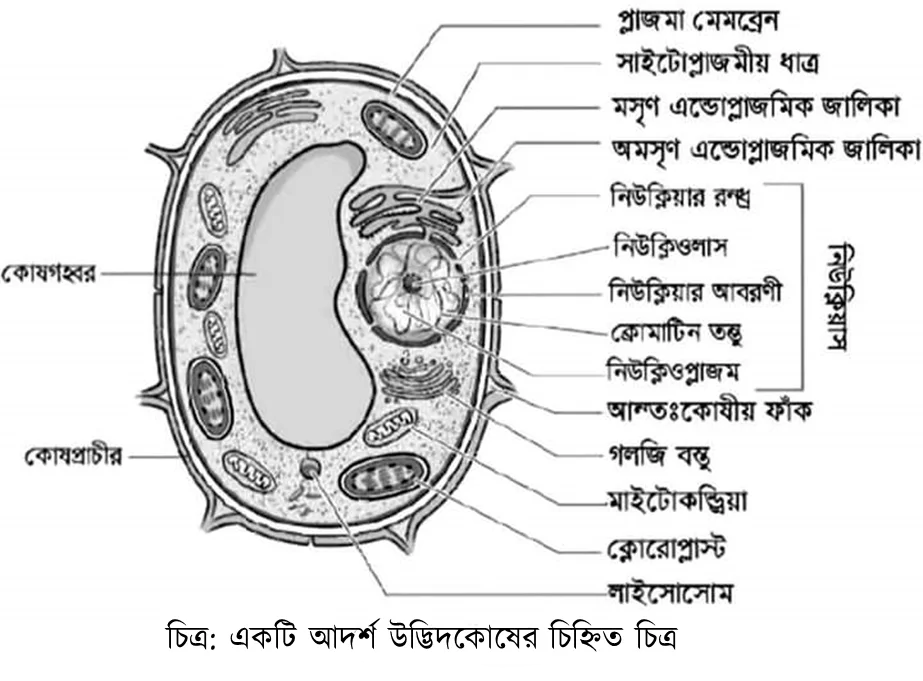 প্লাজমা মেমব্রেন
সাইটোপ্লাজমীয় ধাত্র
মসৃণ এন্ডোপ্লাজমিক জালিকা
অমসৃণ এন্ডোপ্লাজমিক জালিকা
নিউক্লিয়ার রন্ধ্র
নিউক্লিওলাস
নিউক্লিয়ার আবরণী
ক্রোমাটিন তন্তু
নিউক্লিওপ্লাজম
নিউক্লিয়াস
আন্তঃকোষীয় ফাঁক
গলজি বস্তু
মাইটোকন্ড্রিয়া
ক্লোরোপ্লাস্ট
লাইসোসোম
কোষগহ্বর
কোষপ্রাচীর
চিত্র: একটি আদর্শ উদ্ভিদকোষের চিহ্নিত চিত্র